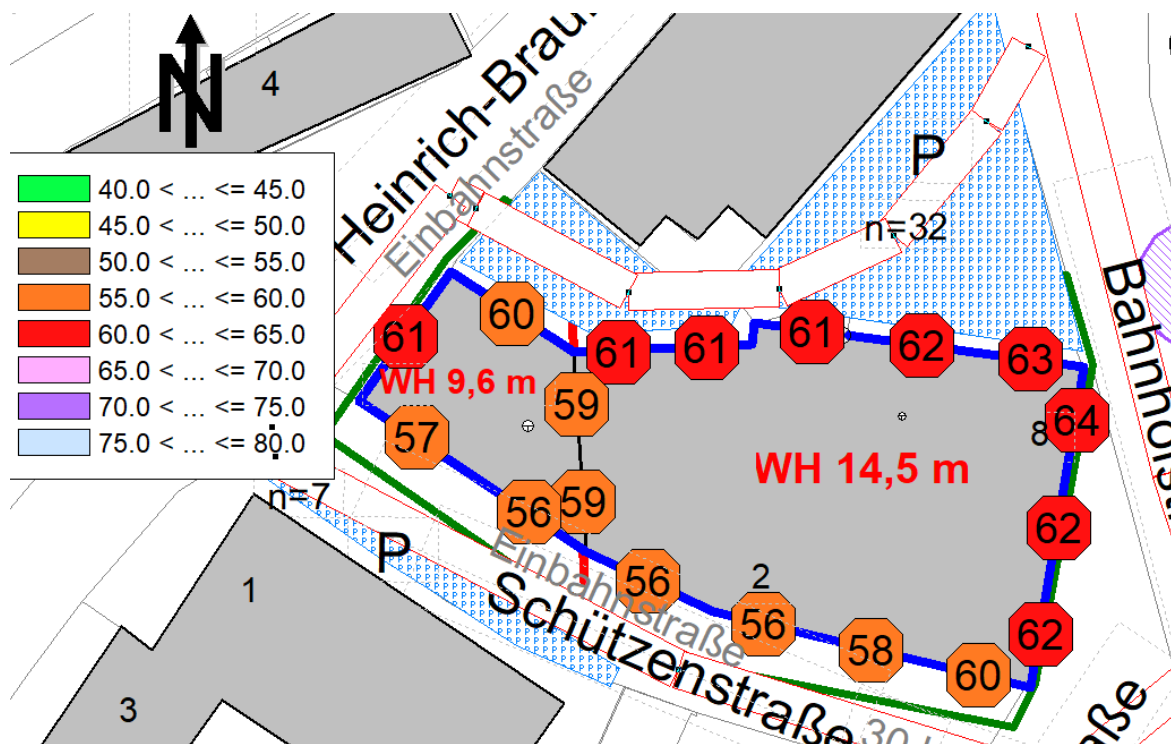 N
4
Heinrich-Brau
Einbahnstraße
40.0 < ... <= 45.0
45.0 < ... <= 50.0
50.0 < ... <= 55.0
55.0 < ... <= 60.0
60.0 < ... <= 65.0
65.0 < ... <= 70.0
70.0 < ... <= 75.0
75.0 < ... <= 80.0
P
n=32
60
61
61
61
61
62
63
WH 9,6 m
59
64
8
57
WH 14,5 m
59
56
62
n=7
P
Einbahnstraße
56
2
56
58
60
62
1
3
Schützenstraße
30
aße